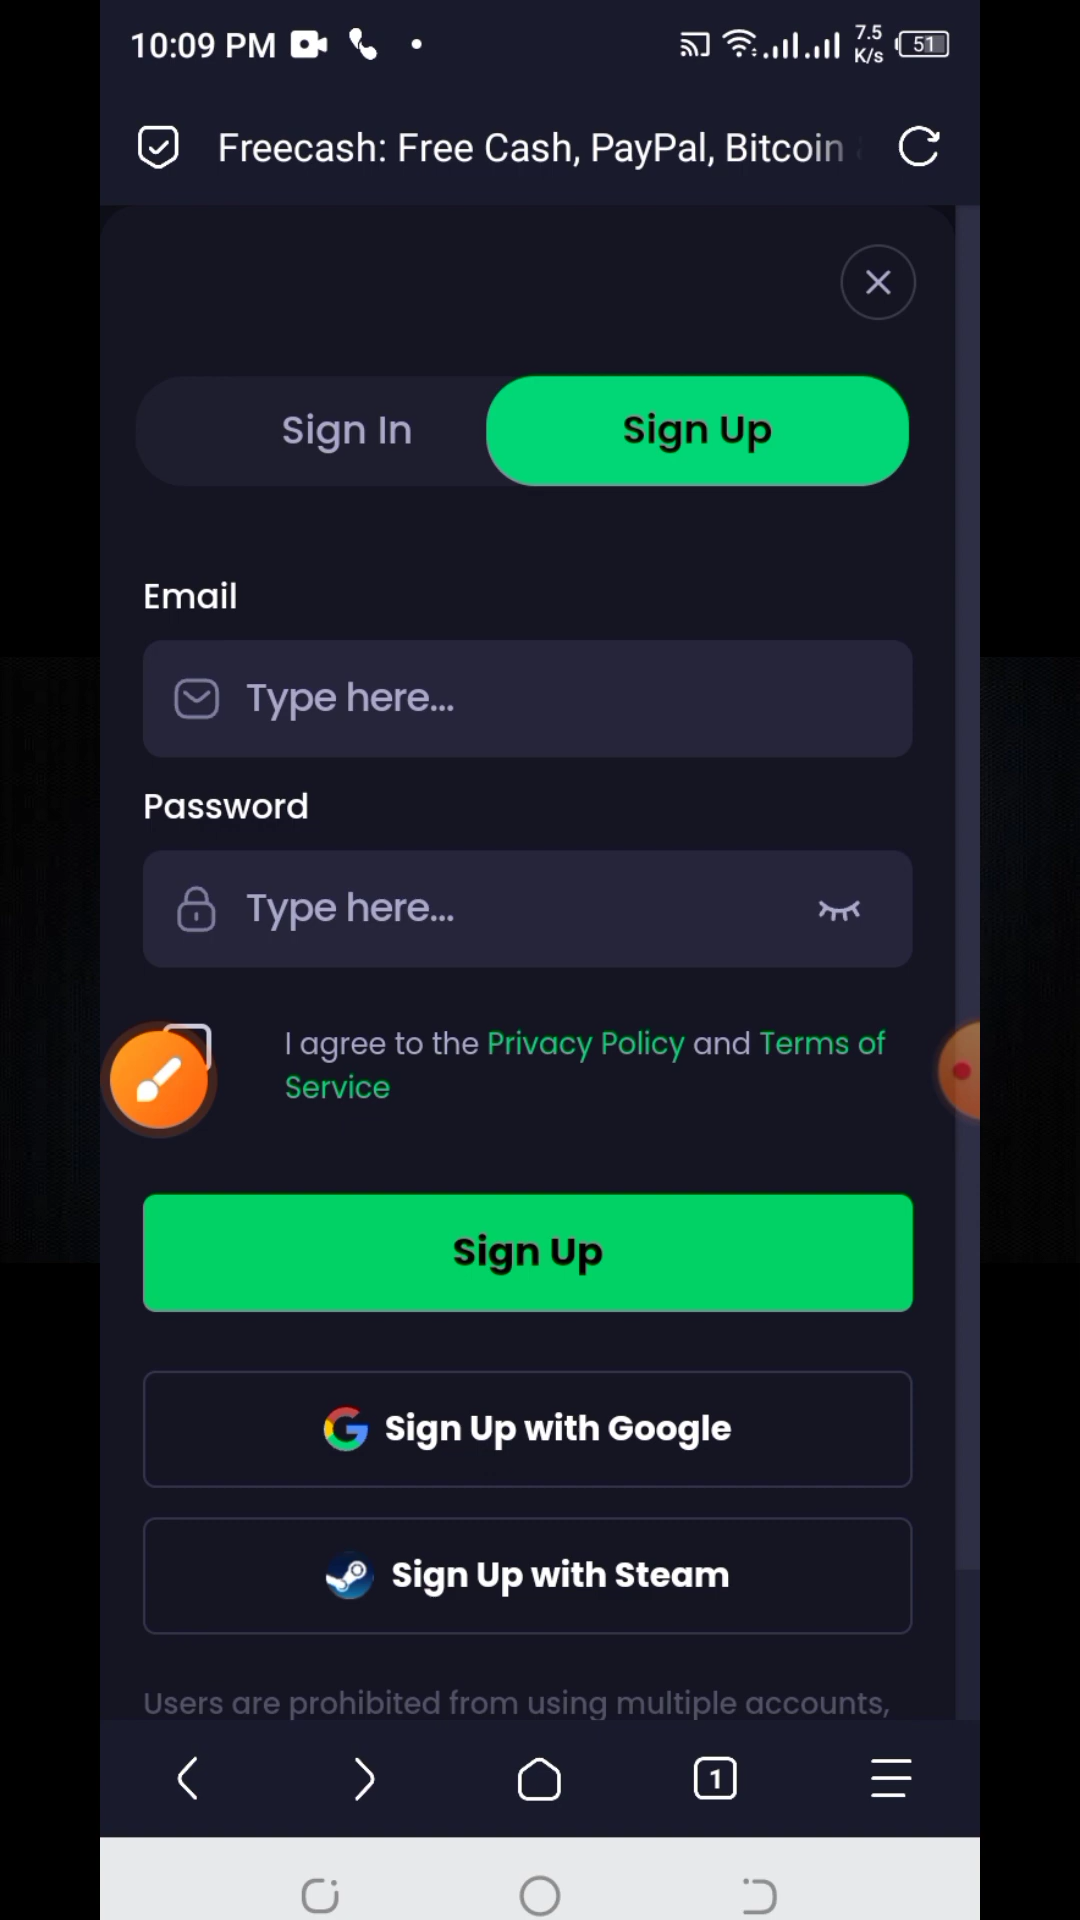 10:09 PM
7.5
K/s
51
Freecash: Free Cash, PayPal, Bitcoin
Sign In
Sign Up
Email
Type here...
Password
Type here...
I agree to the Privacy Policy and Terms of
Service
Sign Up
Sign Up with Google
Sign Up with Steam
Users are prohibited from using multiple accounts,
1